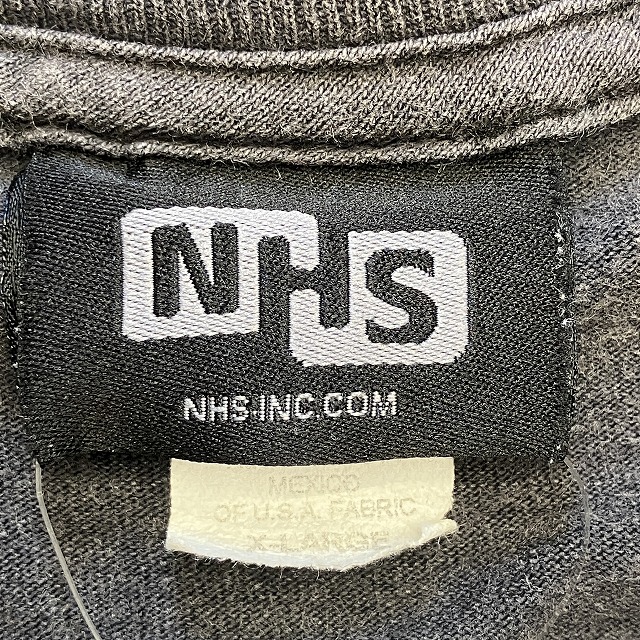 NHS
NHS-INC.COM
MEXICO
OF U.S.A. FABRIC
X-LARGE